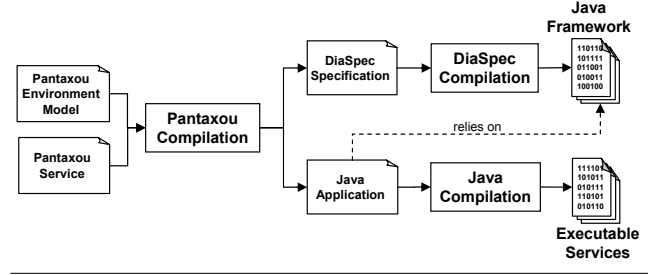 Java
Framework
110110
101111
011001
010011
100100
DiaSpec
Specification
DiaSpec
Compilation
Pantaxou
Environment
Model
Pantaxou
Compilation
relies on
Pantaxou
Service
Java
Application
Java
Compilation
111101
101011
010111
110101
010110
Executable
Services